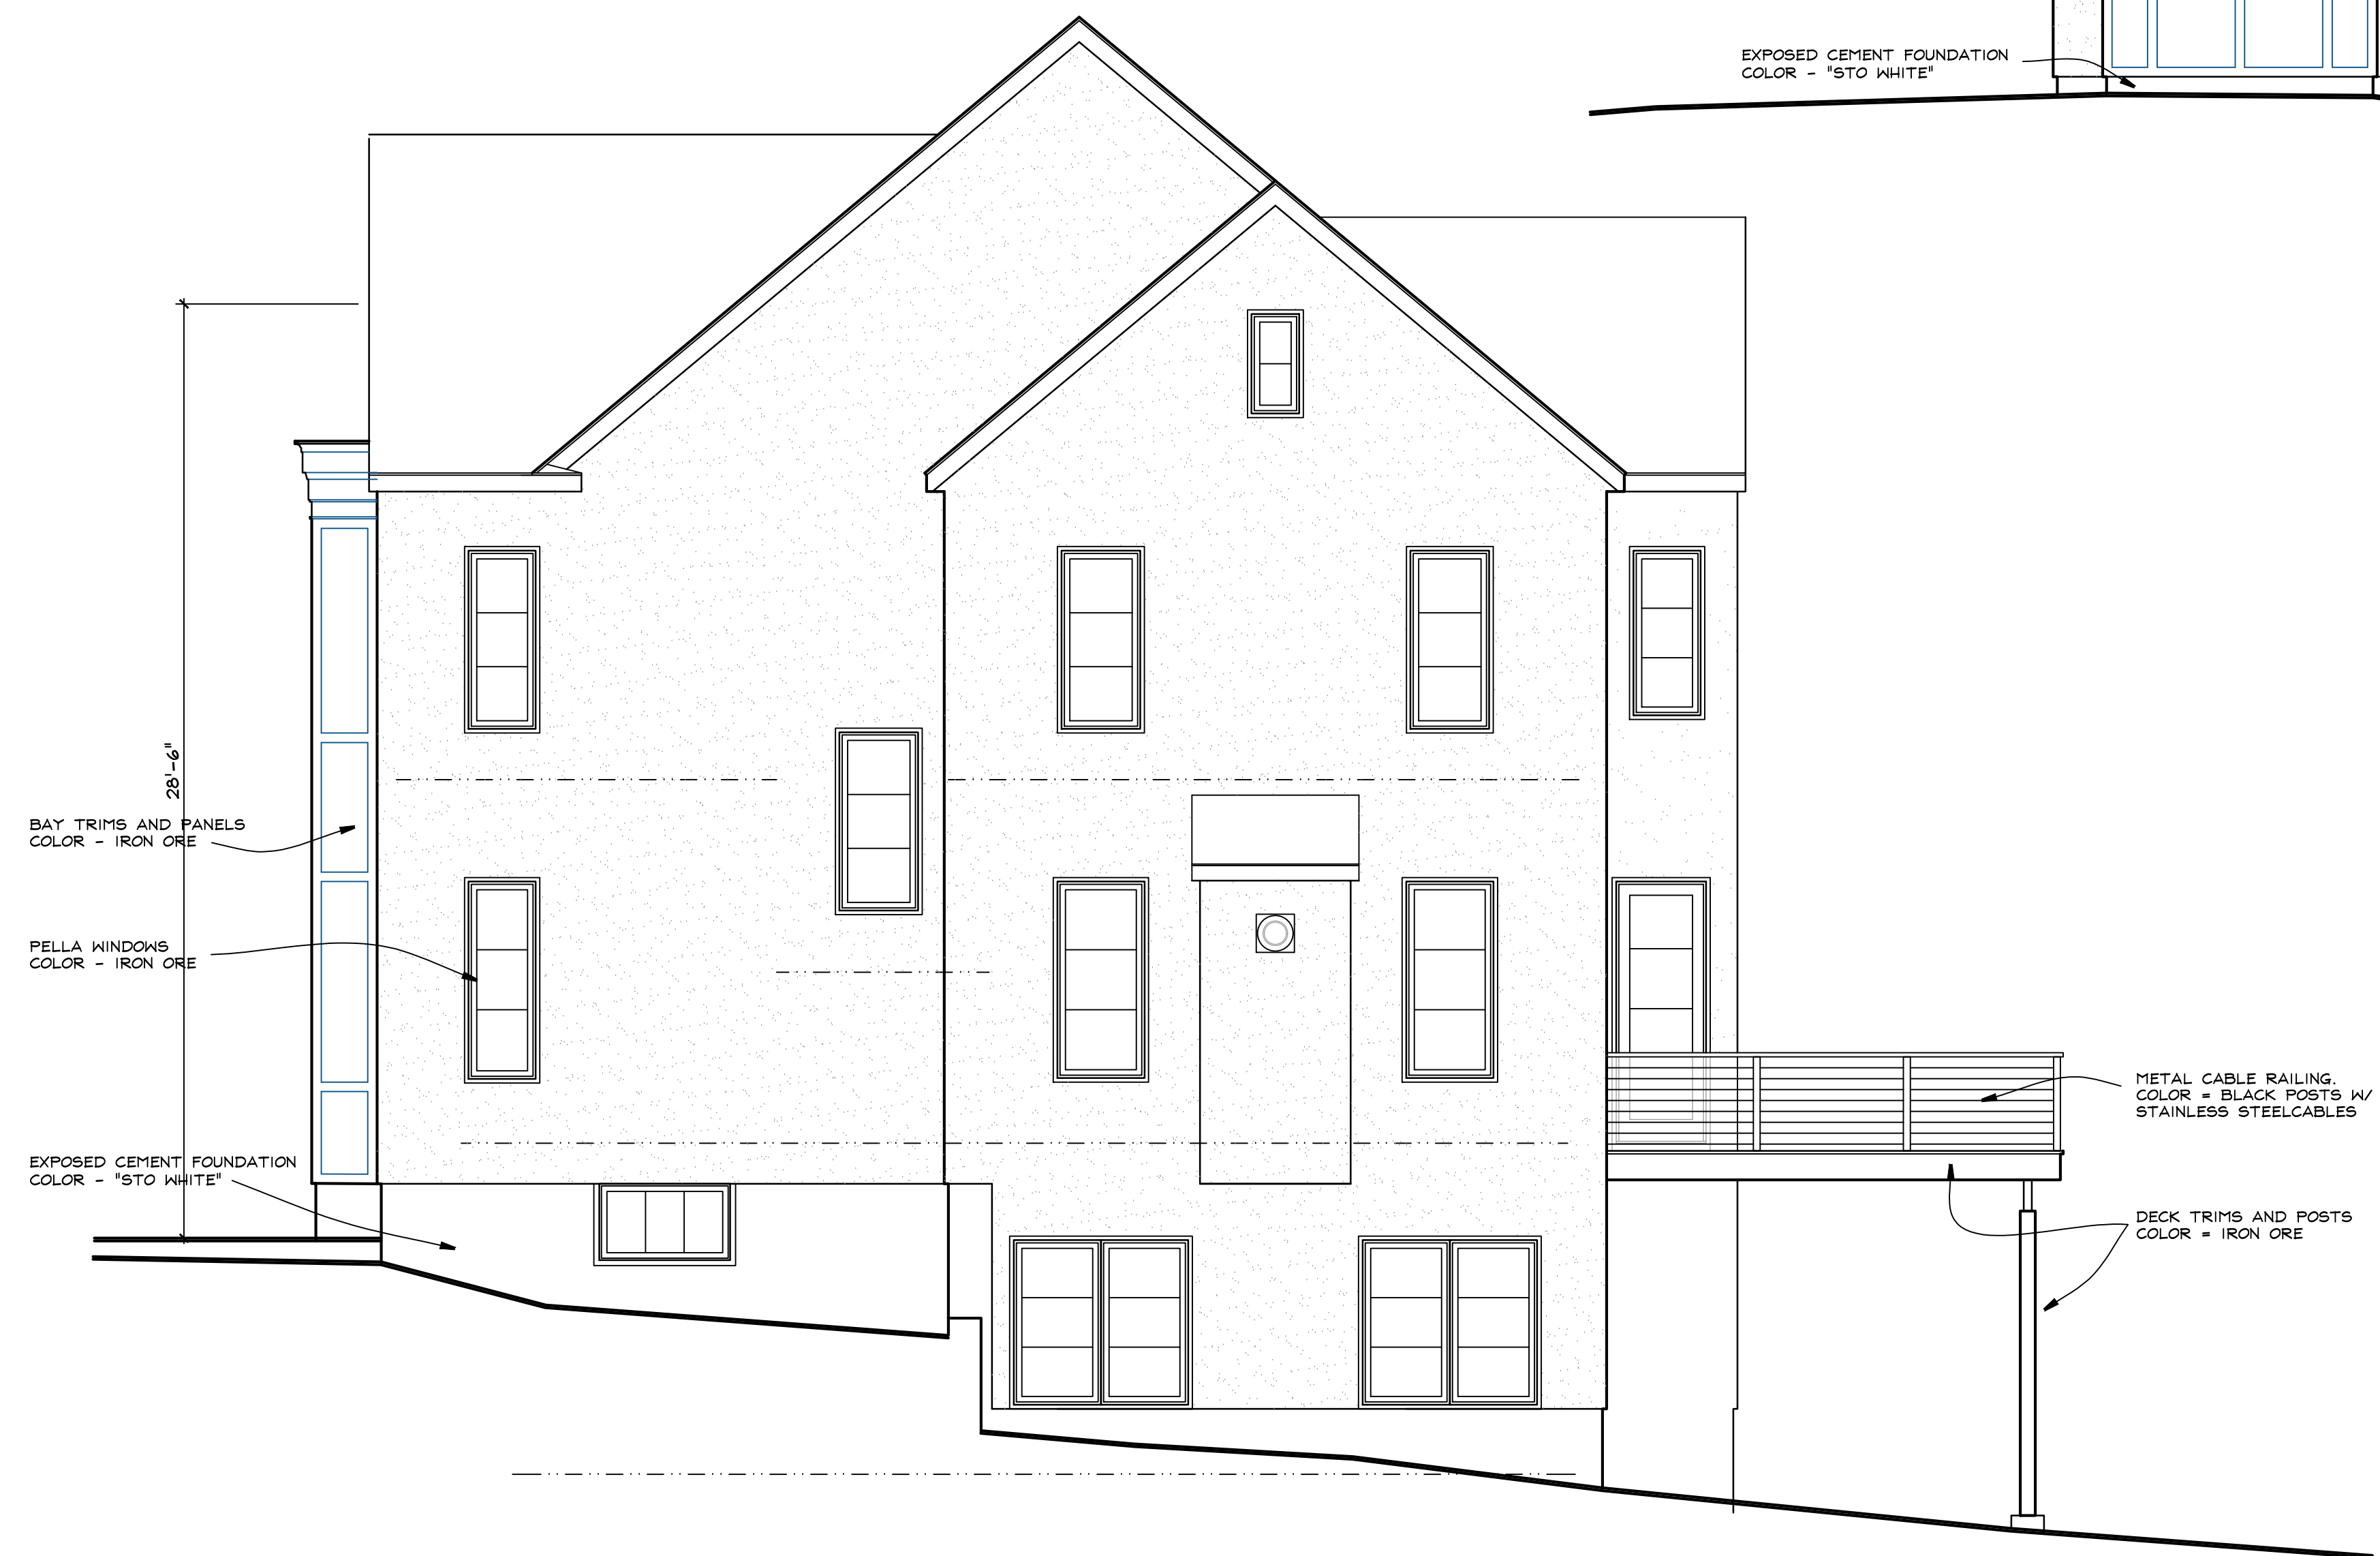 EXPOSED CEMENT FOUNDATION
COLOR - "STO WHITE"
28'-6"
BAY TRIMS AND PANELS
COLOR - IRON ORE
PELLA WINDOWS
COLOR - IRON ORE
METAL CABLE RAILING.
COLOR = BLACK POSTS W/
STAINLESS STEELCABLES
EXPOSED CEMENT FOUNDATION
COLOR - "STO WHITE"
DECK TRIMS AND POSTS
COLOR = IRON ORE